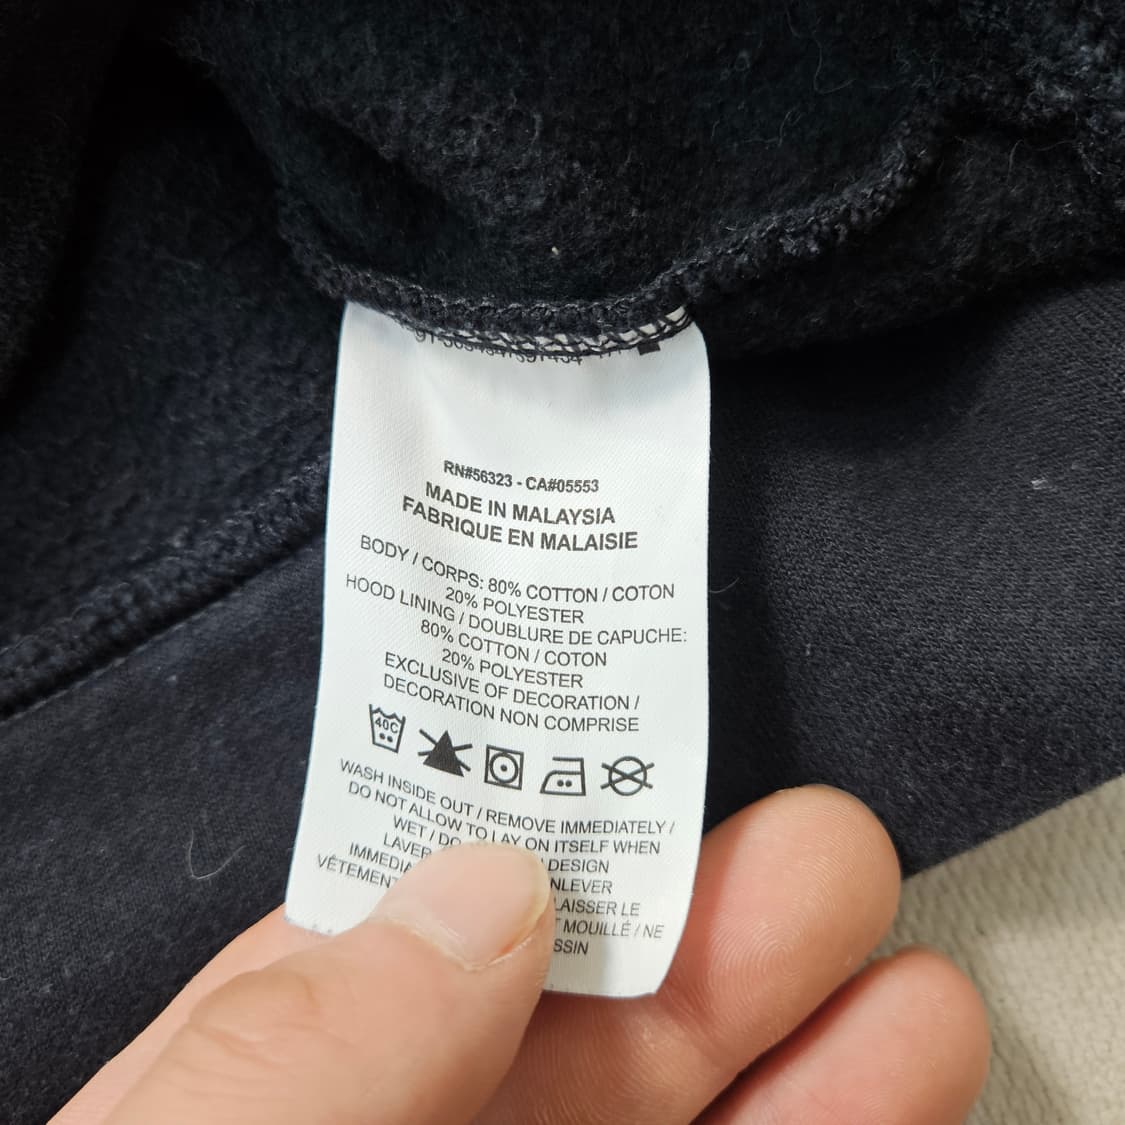 RN#56323 - CA#05553
MADE IN MALAYSIA
FABRIQUE EN MALAISIE
BODY / CORPS: 80% COTTON / COTON
20% POLYESTER
HOOD LINING / DOUBLURE DE CAPUCHE:
80% COTTON / COTON
20% POLYESTER
EXCLUSIVE OF DECORATION /
DECORATION NON COMPRISE
40C
WASH INSIDE OUT / REMOVE IMMEDIATELY /
DO NOT ALLOW TO LAY ON ITSELF WHEN
WET / DESIGN
LAVER
LAISSER LE
MOUILLÉ / NE